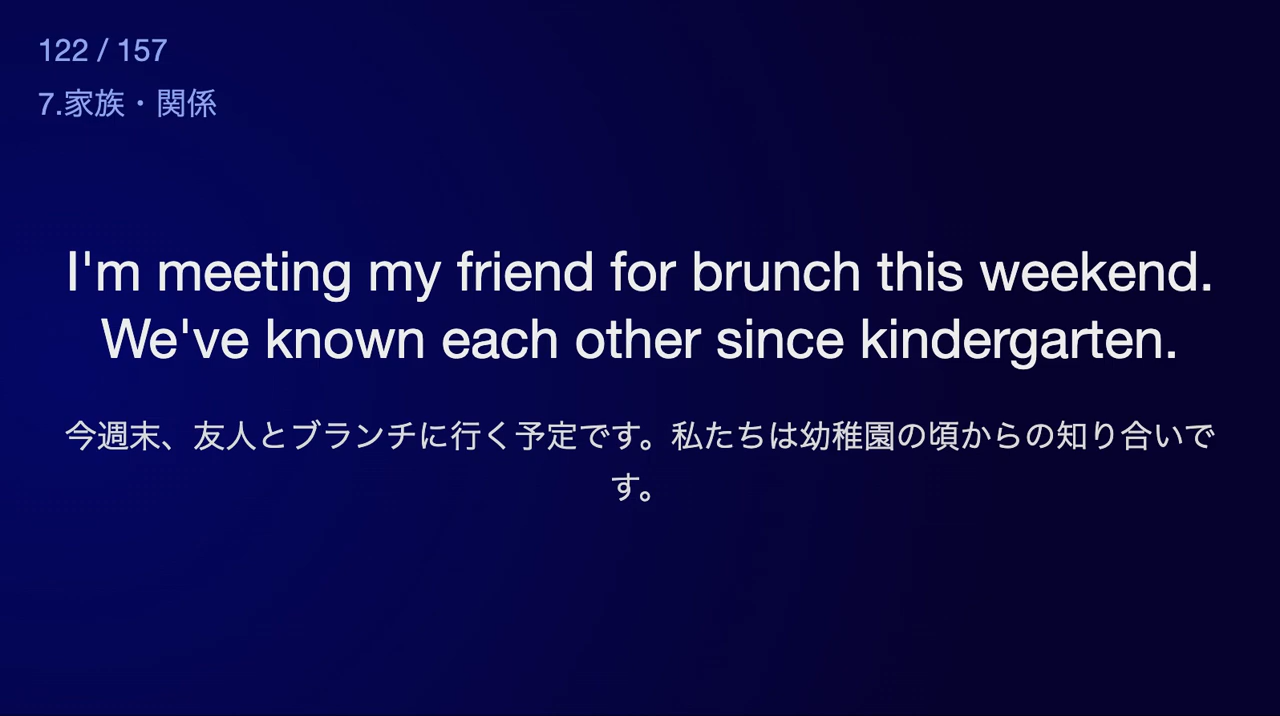 122 / 157
7.家族・関係
I'm meeting my friend for brunch this weekend.
We've known each other since kindergarten.
今週末、友人とブランチに行く予定です。私たちは幼稚園の頃からの知り合いで
す。